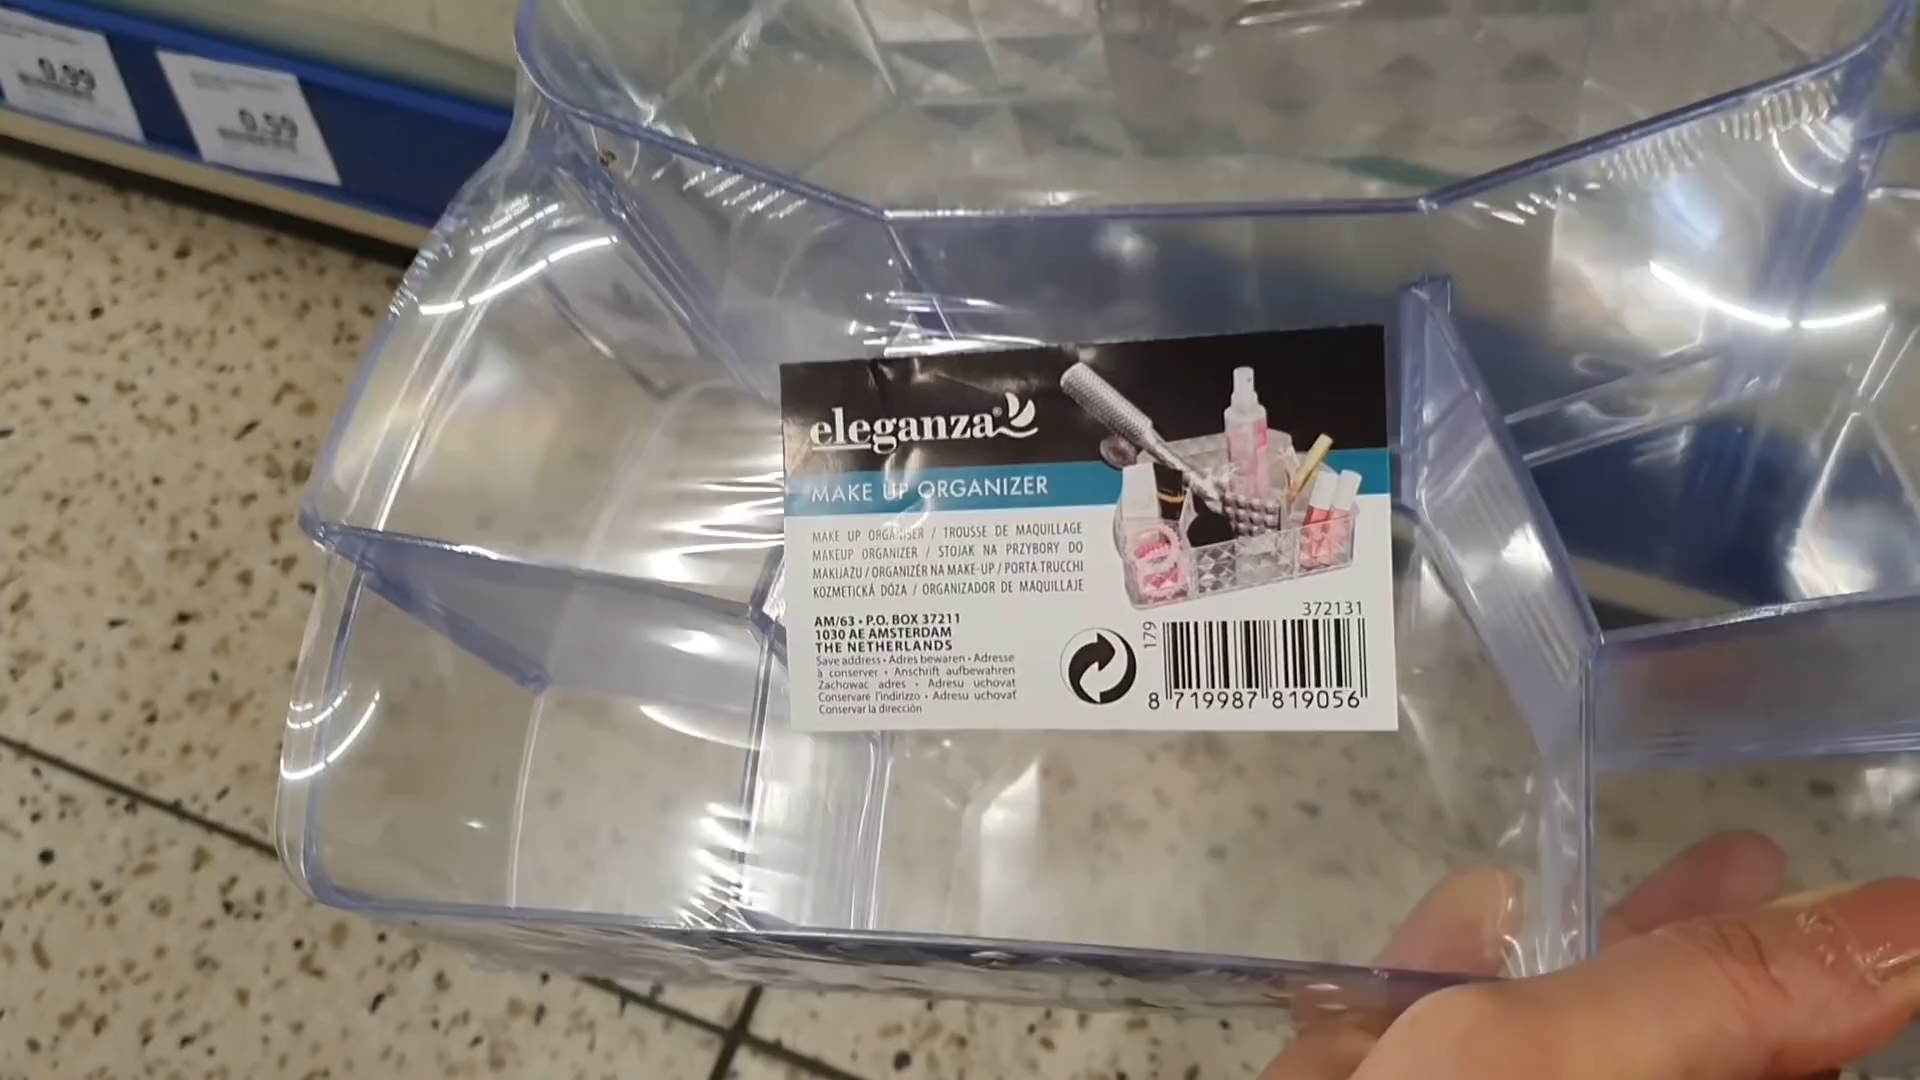 0.99
0.59
eleganza®
MAKE UP ORGANIZER
MAKE UP ORGANISER / TROUSSE DE MAQUILLAGE
MAKEUP ORGANIZER / STOJAK NA PRZYBORY DO
MAKIJAŻU / ORGANIZÉR NA MAKE-UP / PORTA TRUCCHI
KOZMETICKÁ DÓZA / ORGANIZADOR DE MAQUILLAJE
AM/63 • P.O. BOX 37211
1030 AE AMSTERDAM
THE NETHERLANDS
Save address • Adres bewaren • Adresse
à conserver • Anschrift aufbewahren
Zachowac adres • Adresu uchovat
Conservare l'indirizzo • Adresu uchovať
Conservar la dirección
372131
179
8 719987 819056